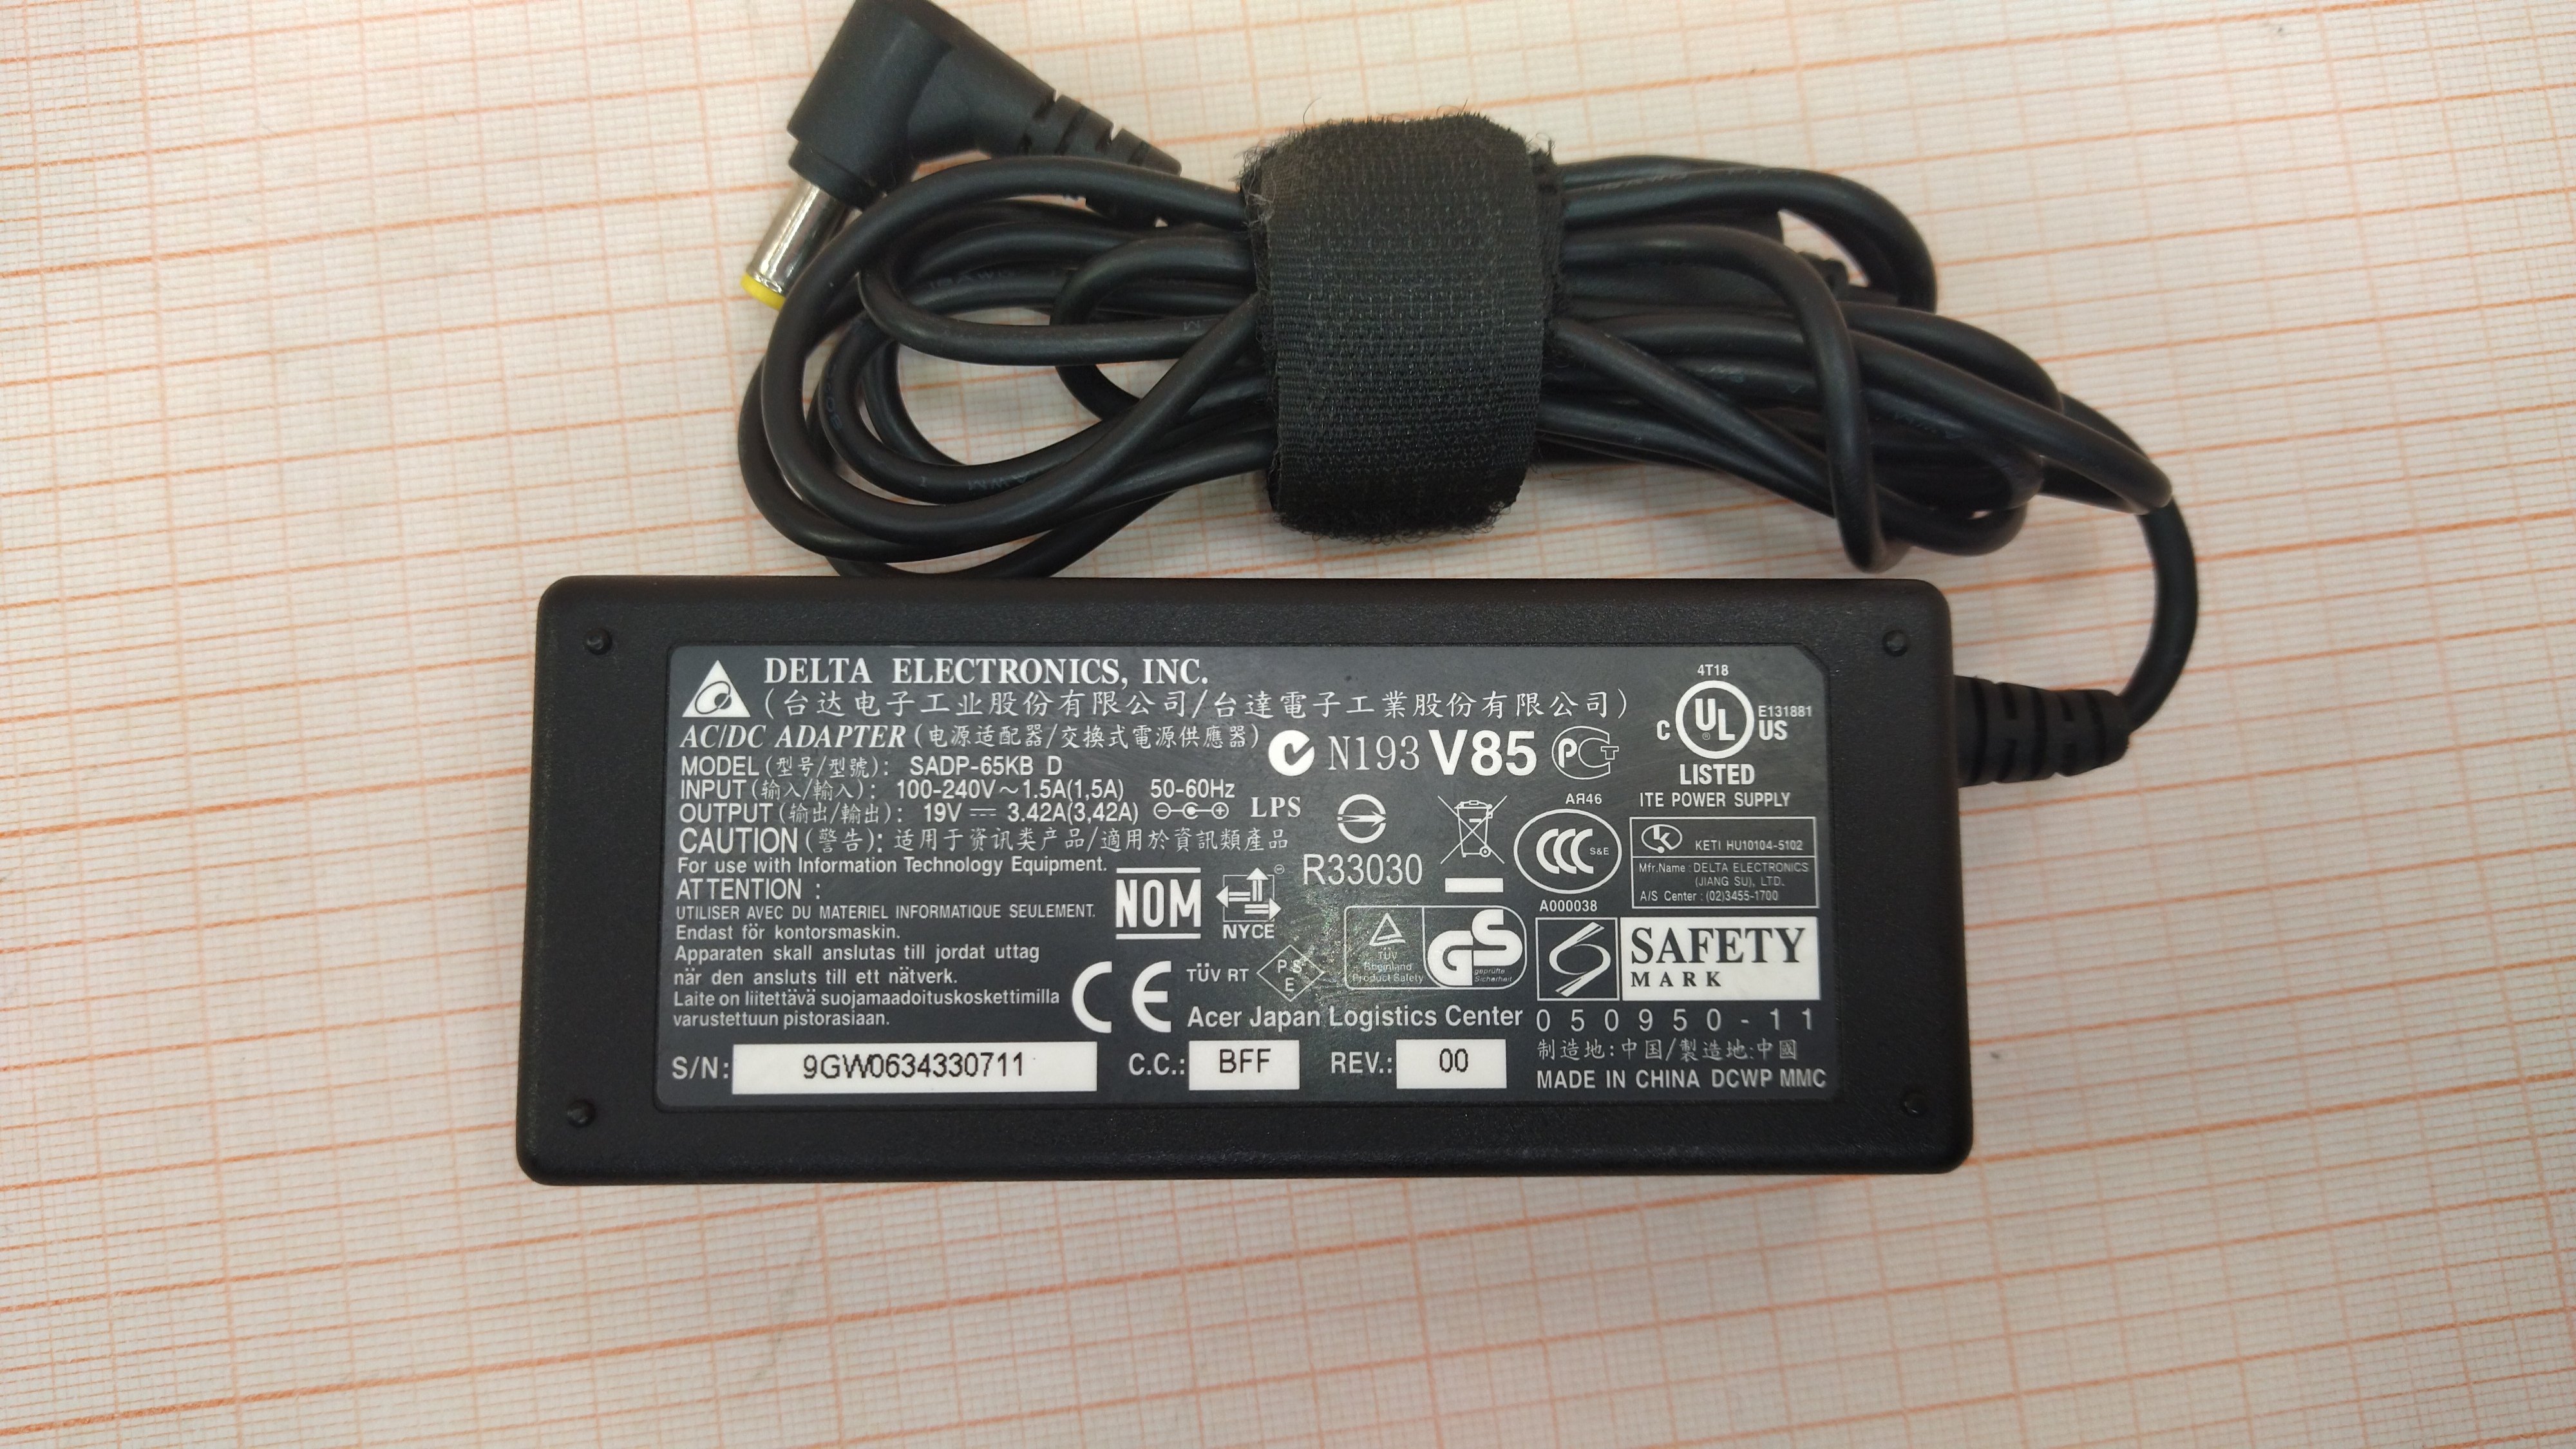 DELTA ELECTRONICS, INC.
(台达电子工业股份有限公司/台達電子工業股份有限公司)
AC/DC ADAPTER (电源适配器/交換式電源供應器)
N193 V85 PCT
4T18
C UL ® US E131881
LISTED
ITE POWER SUPPLY
MODEL (型号/型號): SADP-65KB D
INPUT (输入/輸入): 100-240V~1.5A(1,5A) 50-60Hz
OUTPUT (输出/輸出): 19V ⎓ 3.42A(3,42A) LPS
CAUTION (警告): 适用于资讯类产品/適用於資訊類產品
For use with Information Technology Equipment.
ATTENTION :
UTILISER AVEC DU MATERIEL INFORMATIQUE SEULEMENT.
Endast för kontorsmaskin.
Apparaten skall anslutas till jordat uttag
när den ansluts till ett nätverk.
Laite on liitettävä suojamaadoituskoskettimilla
varustettuun pistorasiaan.
NOM
NYCE
R33030
AЯ46
CCC S&E
A000038
KETI HU10104-5102
Mfr.Name : DELTA ELECTRONICS
(JIANG SU), LTD.
A/S Center : (02)3455-1700
CE TÜV RT
P S
E
TÜV
Rheinland
Product Safety
GS
geprüfte
Sicherheit
SAFETY
MARK
Acer Japan Logistics Center
050950-11
制造地:中国/製造地:中國
MADE IN CHINA DCWP MMC
S/N: 9GW0634330711 C.C.: BFF REV.: 00
AWM